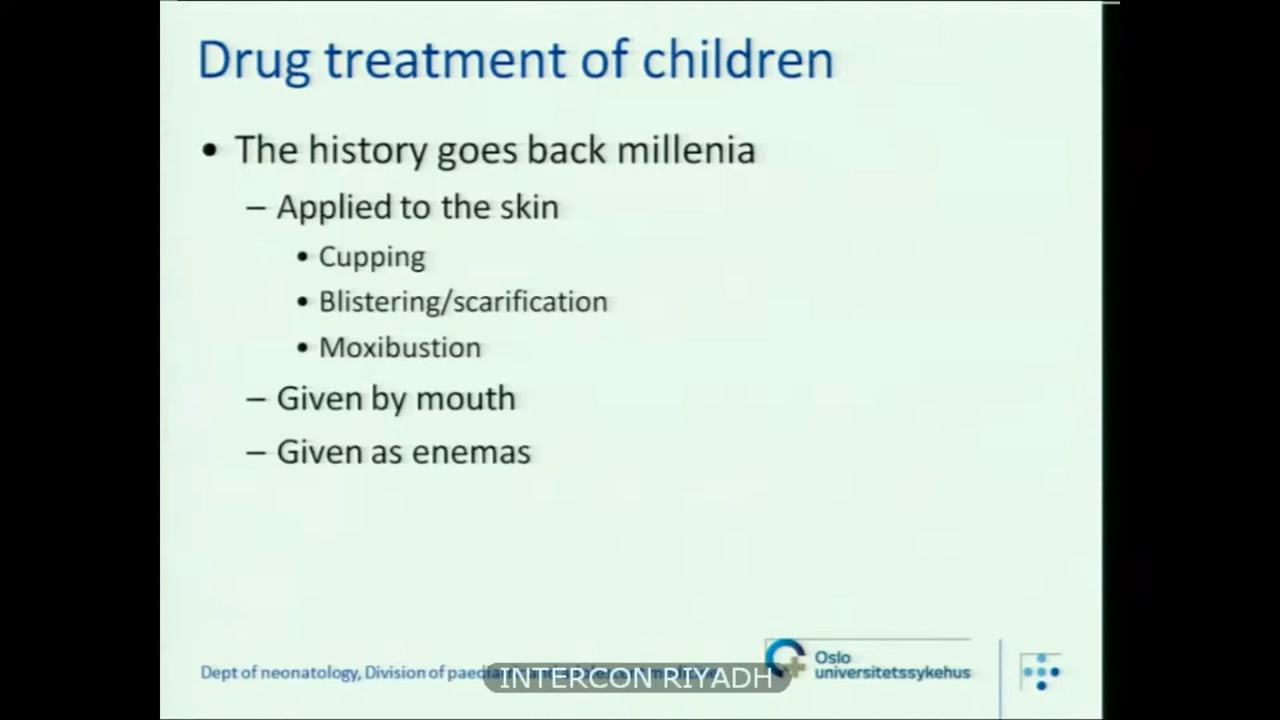 Drug treatment of children
• The history goes back millenia
– Applied to the skin
• Cupping
• Blistering/scarification
• Moxibustion
– Given by mouth
– Given as enemas
Dept of neonatology, Division of
INTERCON RIYADH
Oslo
universitetssykehus